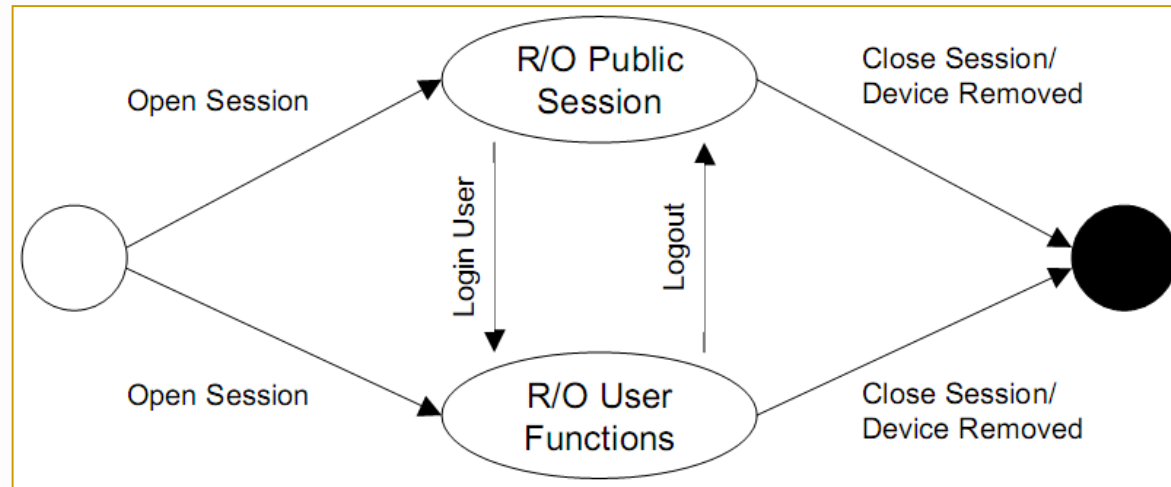 R/O Public
Session
Close Session/
Device Removed
Open Session
Login User
Logout
Open Session
R/O User
Functions
Close Session/
Device Removed